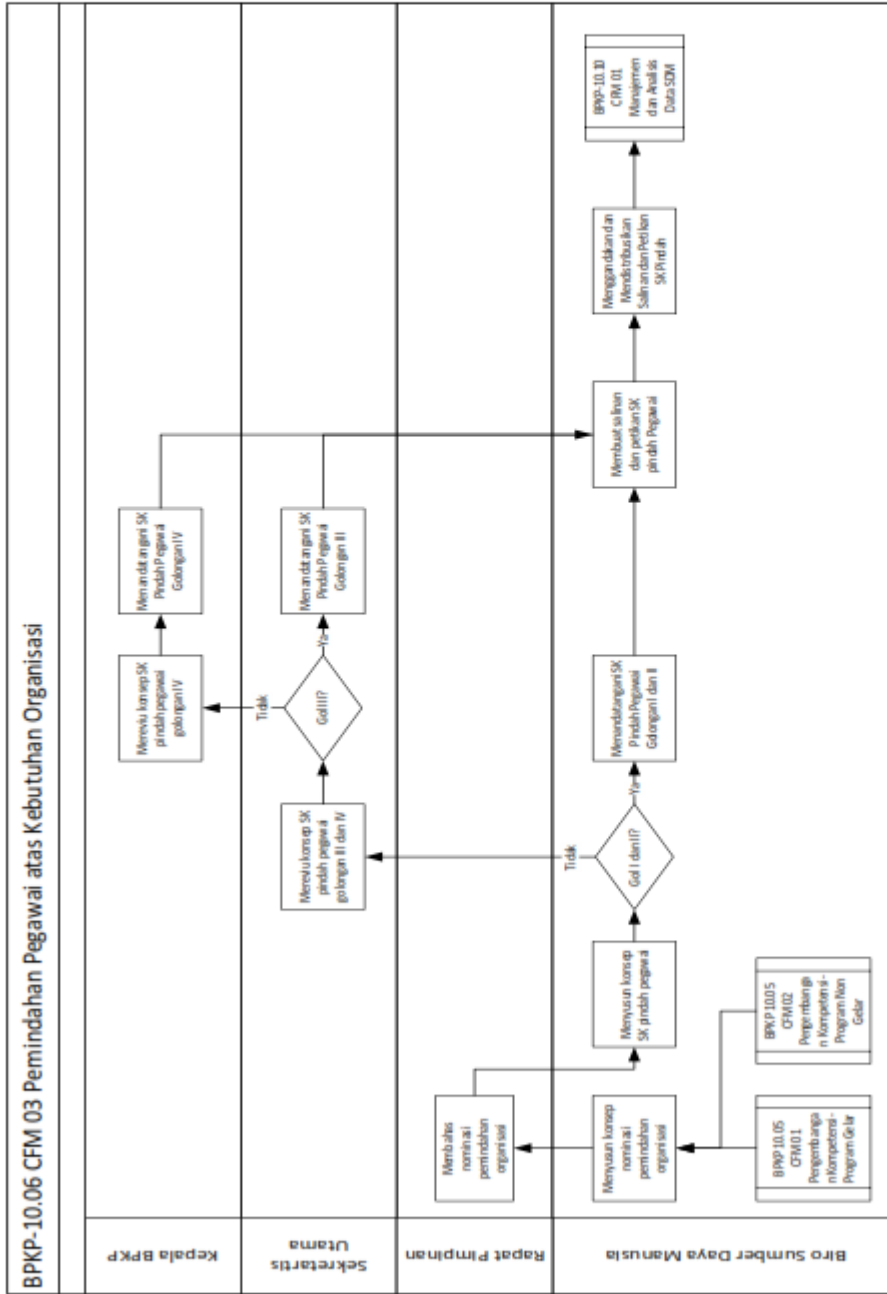 BPKP-10.06 CFM 03 Pemindahan Pegawai atas Kebutuhan Organisasi
Kepala BPKP
Mereviu konsep SK
pindah pegawai
golongan IV
Menandatangani SK
Pindah Pegawai
Golongan IV
Sekretartis
Utama
Mereviu konsep SK
pindah pegawai
golongan III dan IV
Gol III?
Tidak
Ya
Menandatangani SK
Pindah Pegawai
Golongan III
Rapat Pimpinan
Membahas
nominasi
pemindahan
organisasi
Biro Sumber Daya Manusia
Menyusun konsep
nominasi
pemindahan
organisasi
Menyusun konsep
SK pindah pegawai
Gol I dan II?
Tidak
Ya
Menandatangani SK
Pindah Pegawai
Golongan I dan II
Membuat salinan
dan petikan SK
pindah Pegawai
Menggandakan dan
Mendistribusikan
Salinan dan Petikan
SK Pindah
BPKP-10.10
CFM 01
Manajemen
dan Analisis
Data SDM
BPKP 10.05
CFM 01
Pengembanga
n Kompetensi-
Program Gelar
BPKP 10.05
CFM 02
Pengembanga
n Kompetensi-
Program Non
Gelar